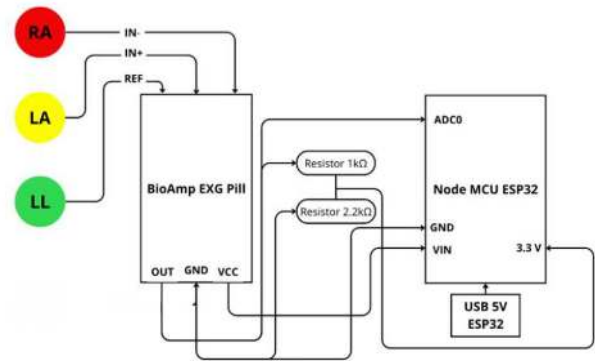 RA
IN-
IN+
REF
LA
LL
BioAmp EXG Pill
OUT GND VCC
Resistor 1kΩ
Resistor 2.2kΩ
ADC0
Node MCU ESP32
GND
VIN
3.3 V
USB 5V
ESP32